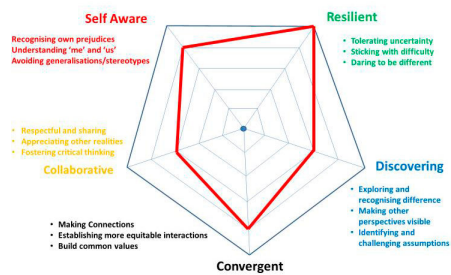 Self Aware
Recognising own prejudices
Understanding ‘me’ and ‘us’
Avoiding generalisations/stereotypes
Resilient
• Tolerating uncertainty
• Sticking with difficulty
• Daring to be different
• Respectful and sharing
• Appreciating other realities
• Fostering critical thinking
Collaborative
Discovering
• Exploring and
recognising difference
• Making other
perspectives visible
• Identifying and
challenging assumptions
• Making Connections
• Establishing more equitable interactions
• Build common values
Convergent